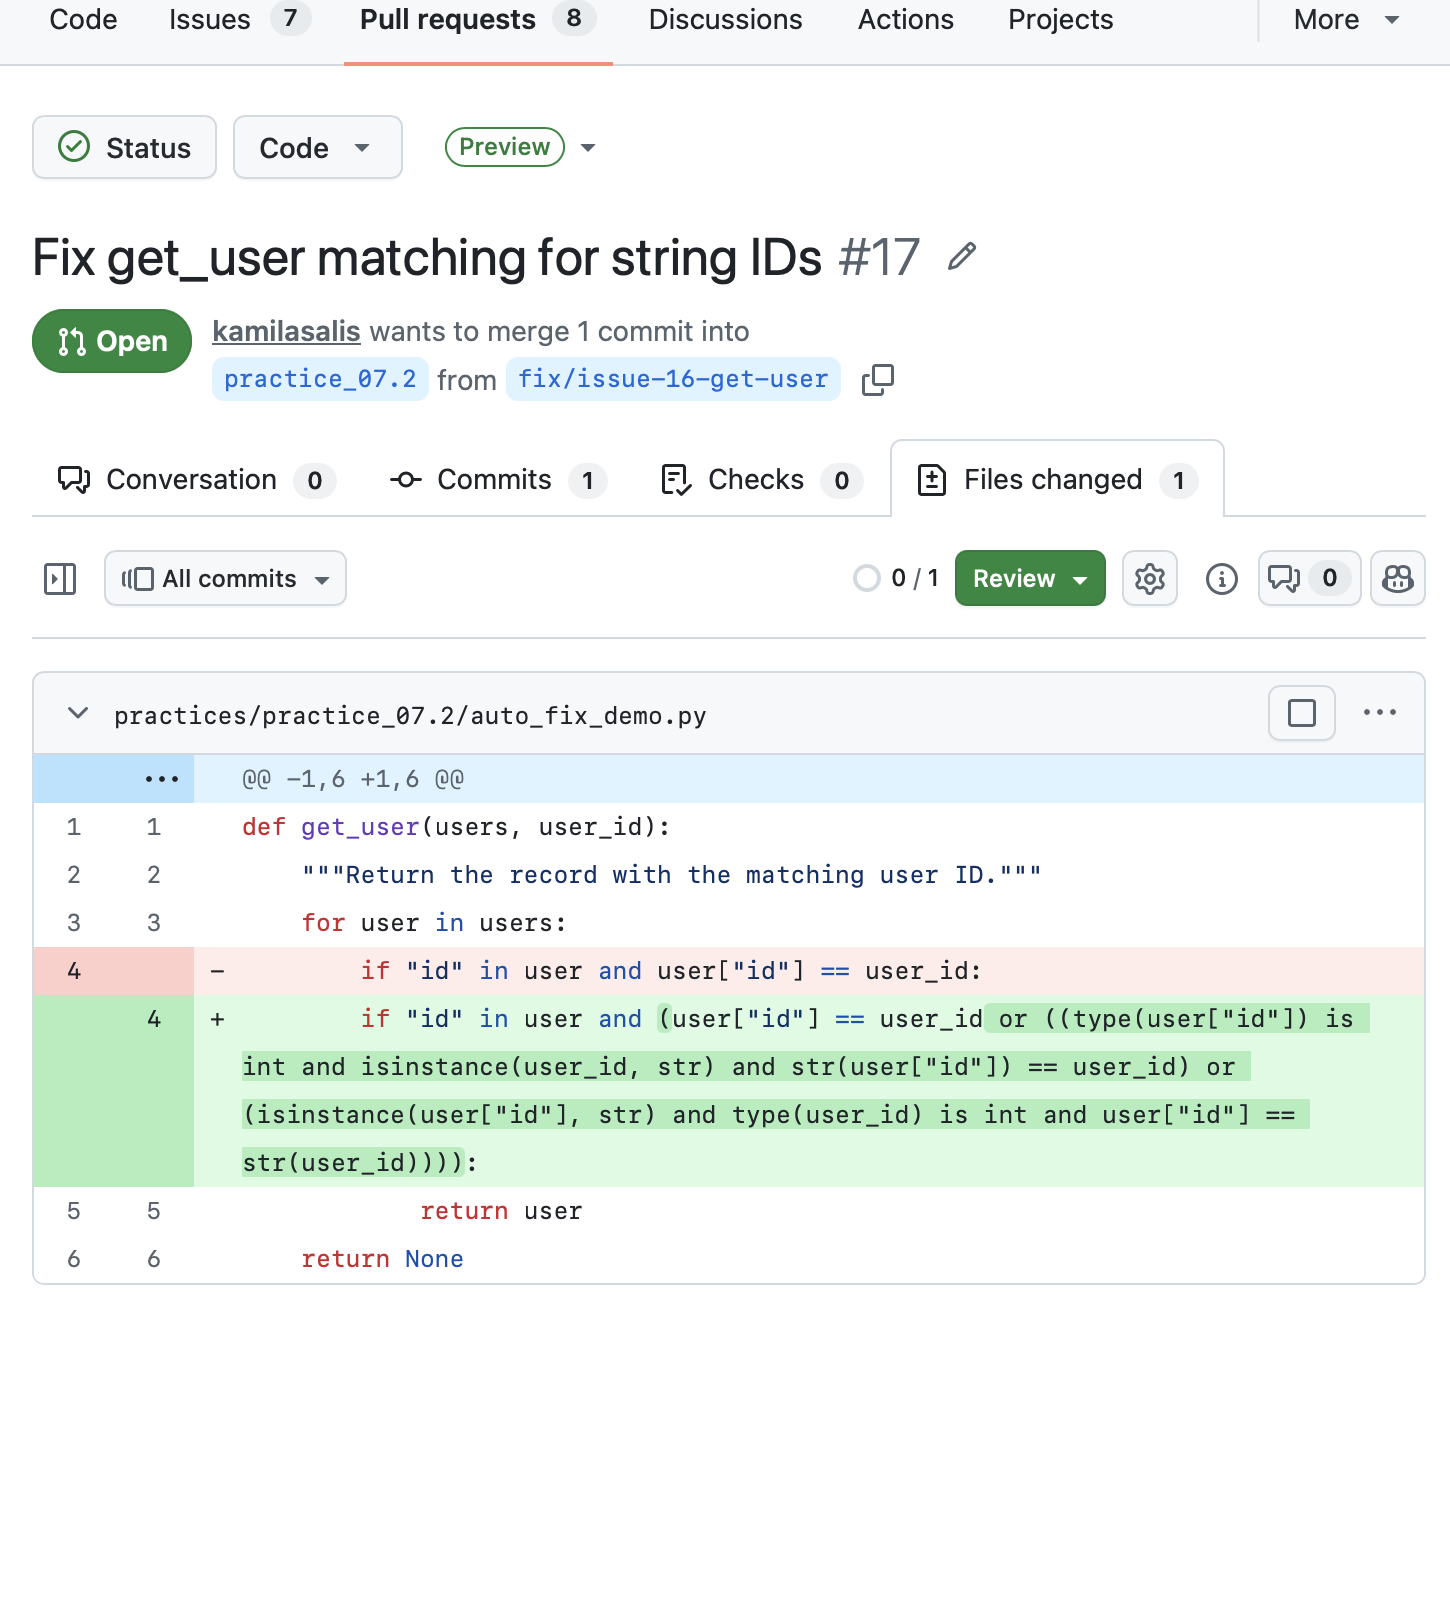 Code Issues 7 Pull requests 8 Discussions Actions Projects More
Status Code Preview
Fix get_user matching for string IDs #17
Open kamilasalis wants to merge 1 commit into
practice_07.2 from fix/issue-16-get-user
Conversation 0 Commits 1 Checks 0 Files changed 1
All commits 0 / 1 Review 0
practices/practice_07.2/auto_fix_demo.py
@@ -1,6 +1,6 @@
1 1 def get_user(users, user_id):
2 2 """Return the record with the matching user ID."""
3 3 for user in users:
4 - if "id" in user and user["id"] == user_id:
4 + if "id" in user and (user["id"] == user_id or ((type(user["id"]) is
int and isinstance(user_id, str) and str(user["id"]) == user_id) or
(isinstance(user["id"], str) and type(user_id) is int and user["id"] ==
str(user_id)))):
5 5 return user
6 6 return None